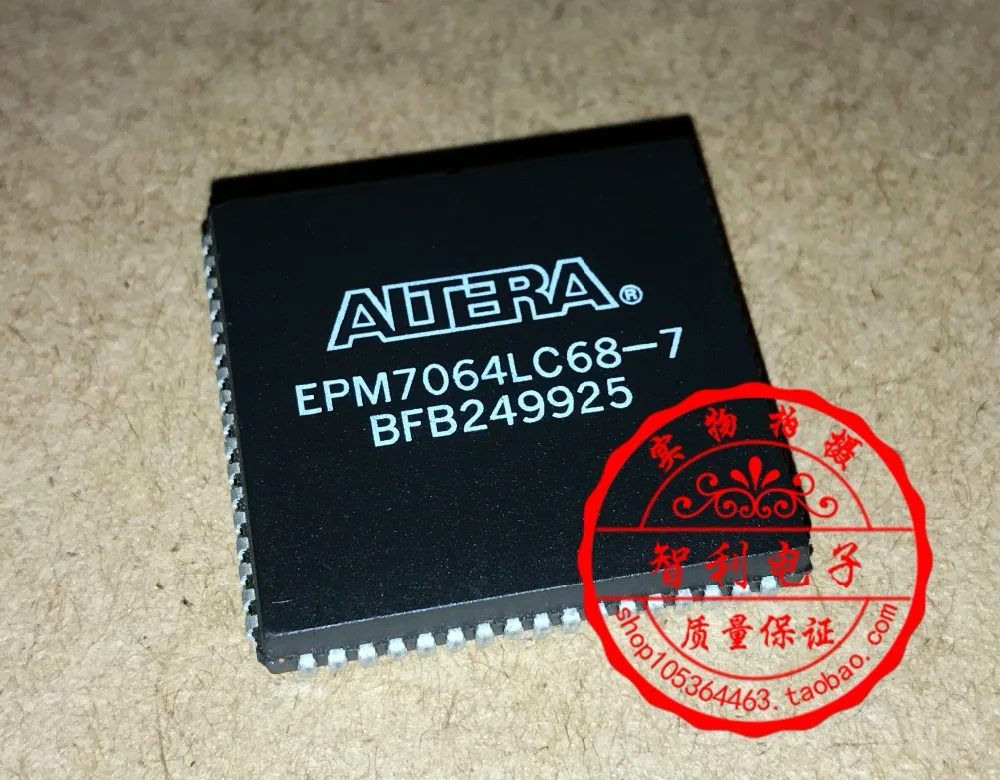 ALTERA®
EPM7064LC68-7
BFB249925
实物拍摄
智利电子
质量保证
shop105364463.taobao.com